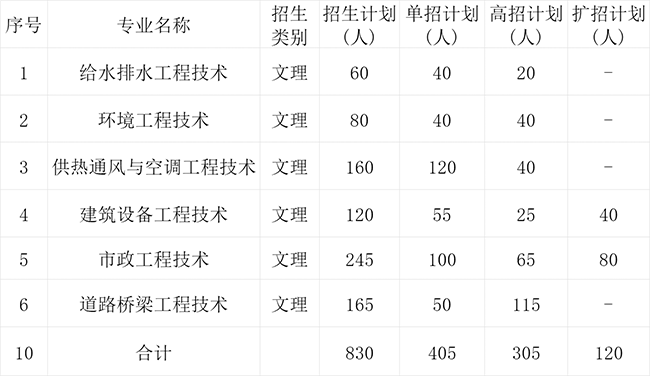 序号 专业名称 招生类别 招生计划(人) 单招计划(人) 高招计划(人) 扩招计划(人)
1 给水排水工程技术 文理 60 40 20 -
2 环境工程技术 文理 80 40 40 -
3 供热通风与空调工程技术 文理 160 120 40 -
4 建筑设备工程技术 文理 120 55 25 40
5 市政工程技术 文理 245 100 65 80
6 道路桥梁工程技术 文理 165 50 115 -
10 合计 830 405 305 120